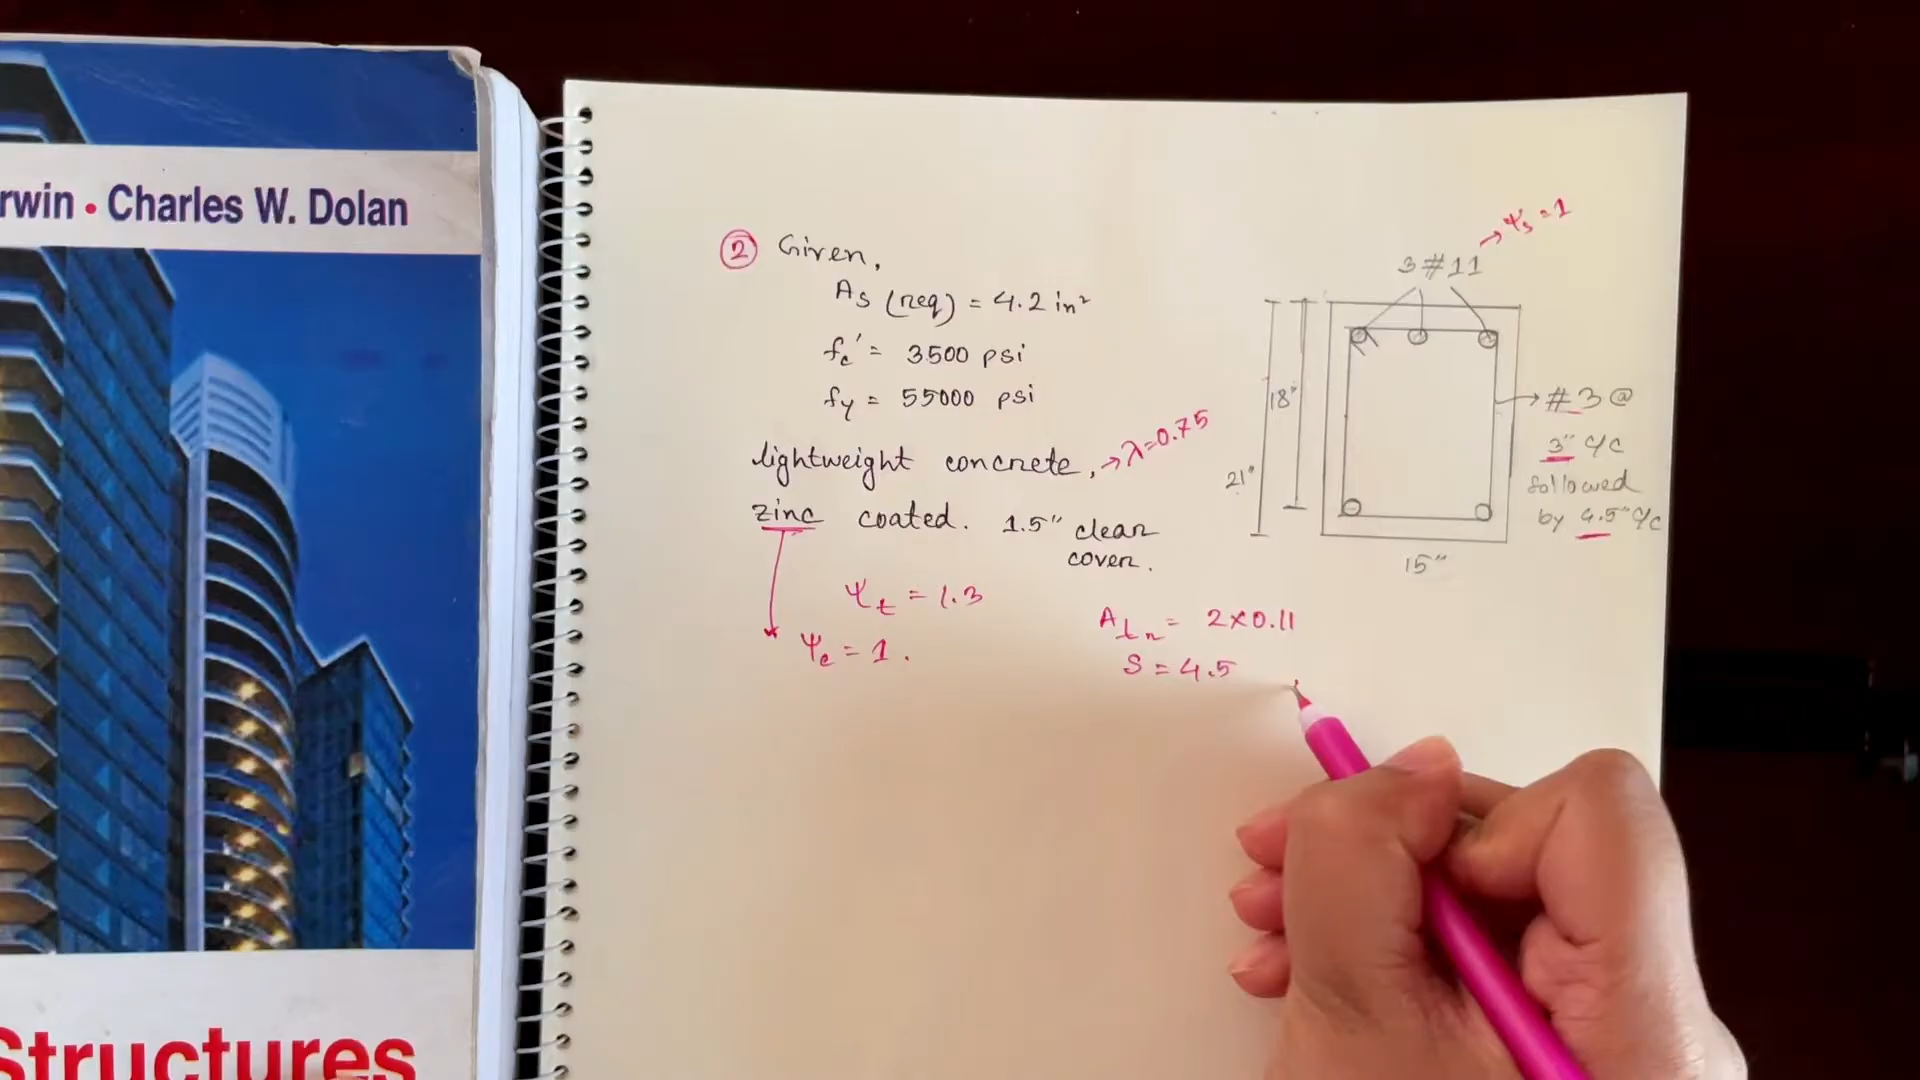 rwin • Charles W. Dolan
Structures
② Given,
As (req) = 4.2 in²
fc' = 3500 psi
fy = 55000 psi
lightweight concrete, → λ=0.75
zinc coated. 1.5" clear
cover.
Ψt = 1.3
Ψe = 1.
Atr = 2×0.11
S = 4.5
3#11 → Ψs = 1
18"
21"
15"
→ #3@
3" c/c
followed
by 4.5" c/c